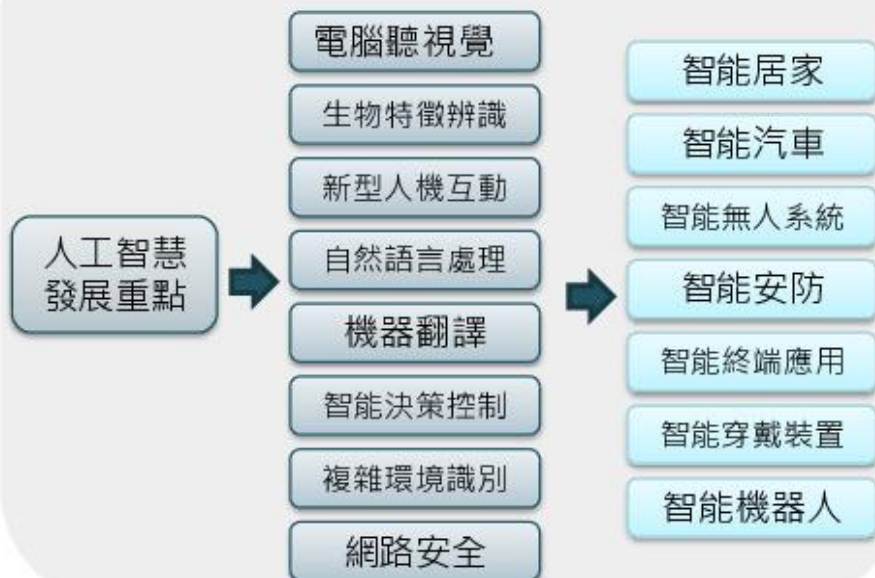 人工智慧
發展重點
電腦聽視覺
生物特徵辨識
新型人機互動
自然語言處理
機器翻譯
智能決策控制
複雜環境識別
網路安全
智能居家
智能汽車
智能無人系統
智能安防
智能終端應用
智能穿戴裝置
智能機器人